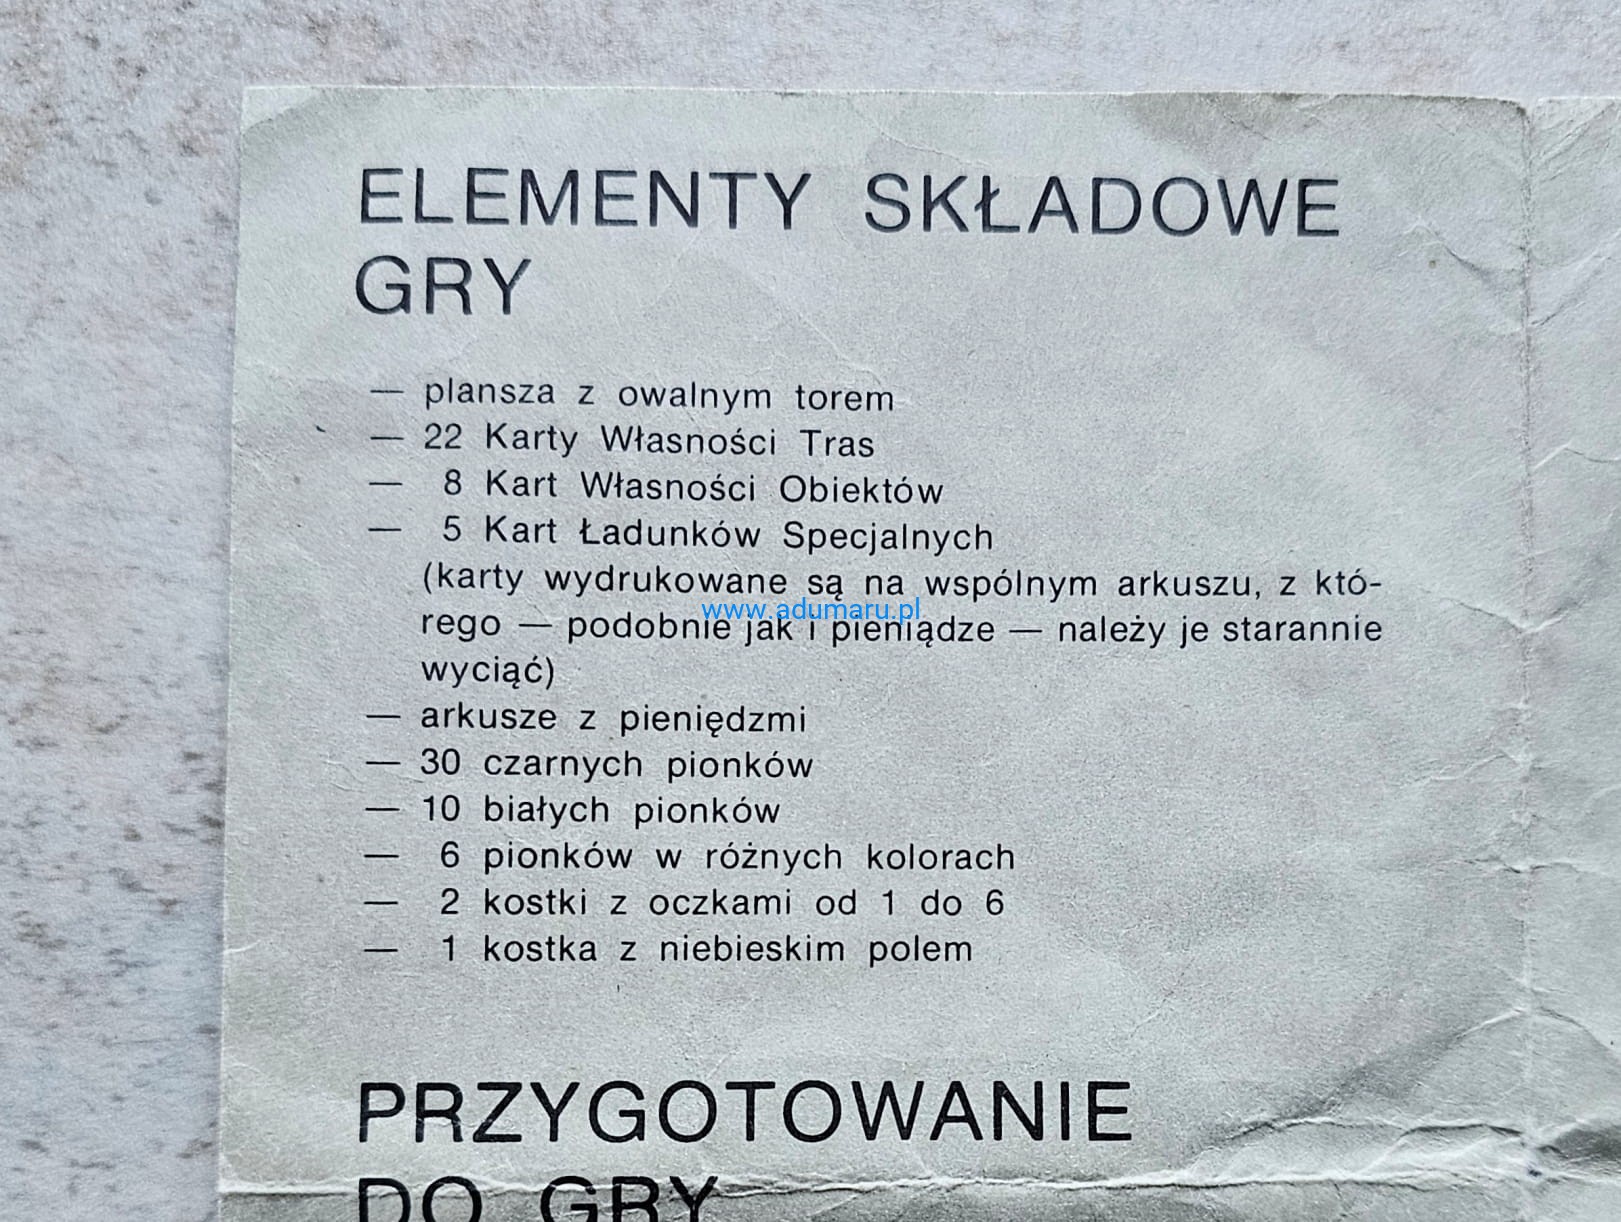 ELEMENTY SKŁADOWE
GRY
— plansza z owalnym torem
— 22 Karty Własności Tras
— 8 Kart Własności Obiektów
— 5 Kart Ładunków Specjalnych
(karty wydrukowane są na wspólnym arkuszu, z któ-
www.adumaru.pl
rego — podobnie jak i pieniądze — należy je starannie
wyciąć)
— arkusze z pieniędzmi
— 30 czarnych pionków
— 10 białych pionków
— 6 pionków w różnych kolorach
— 2 kostki z oczkami od 1 do 6
— 1 kostka z niebieskim polem
PRZYGOTOWANIE
DO GRY